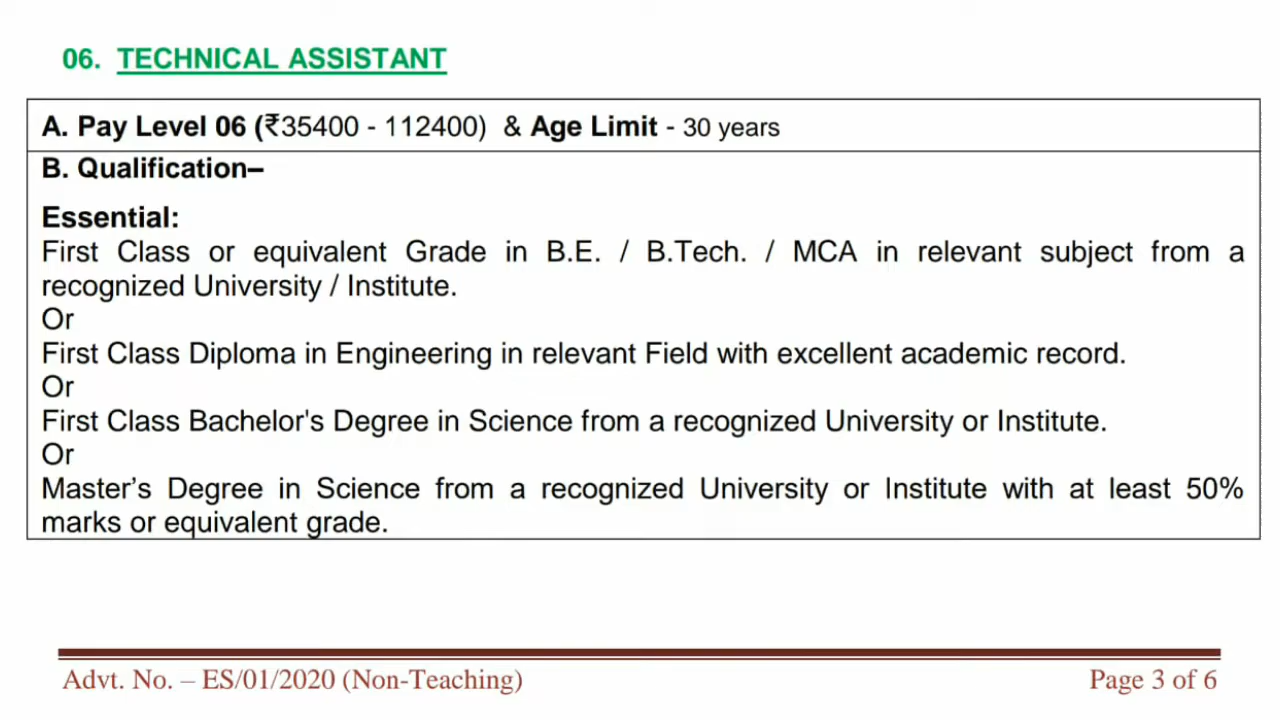 06. TECHNICAL ASSISTANT
A. Pay Level 06 (₹35400 - 112400) & Age Limit - 30 years
B. Qualification–
Essential:
First Class or equivalent Grade in B.E. / B.Tech. / MCA in relevant subject from a
recognized University / Institute.
Or
First Class Diploma in Engineering in relevant Field with excellent academic record.
Or
First Class Bachelor's Degree in Science from a recognized University or Institute.
Or
Master’s Degree in Science from a recognized University or Institute with at least 50%
marks or equivalent grade.
Advt. No. – ES/01/2020 (Non-Teaching) Page 3 of 6